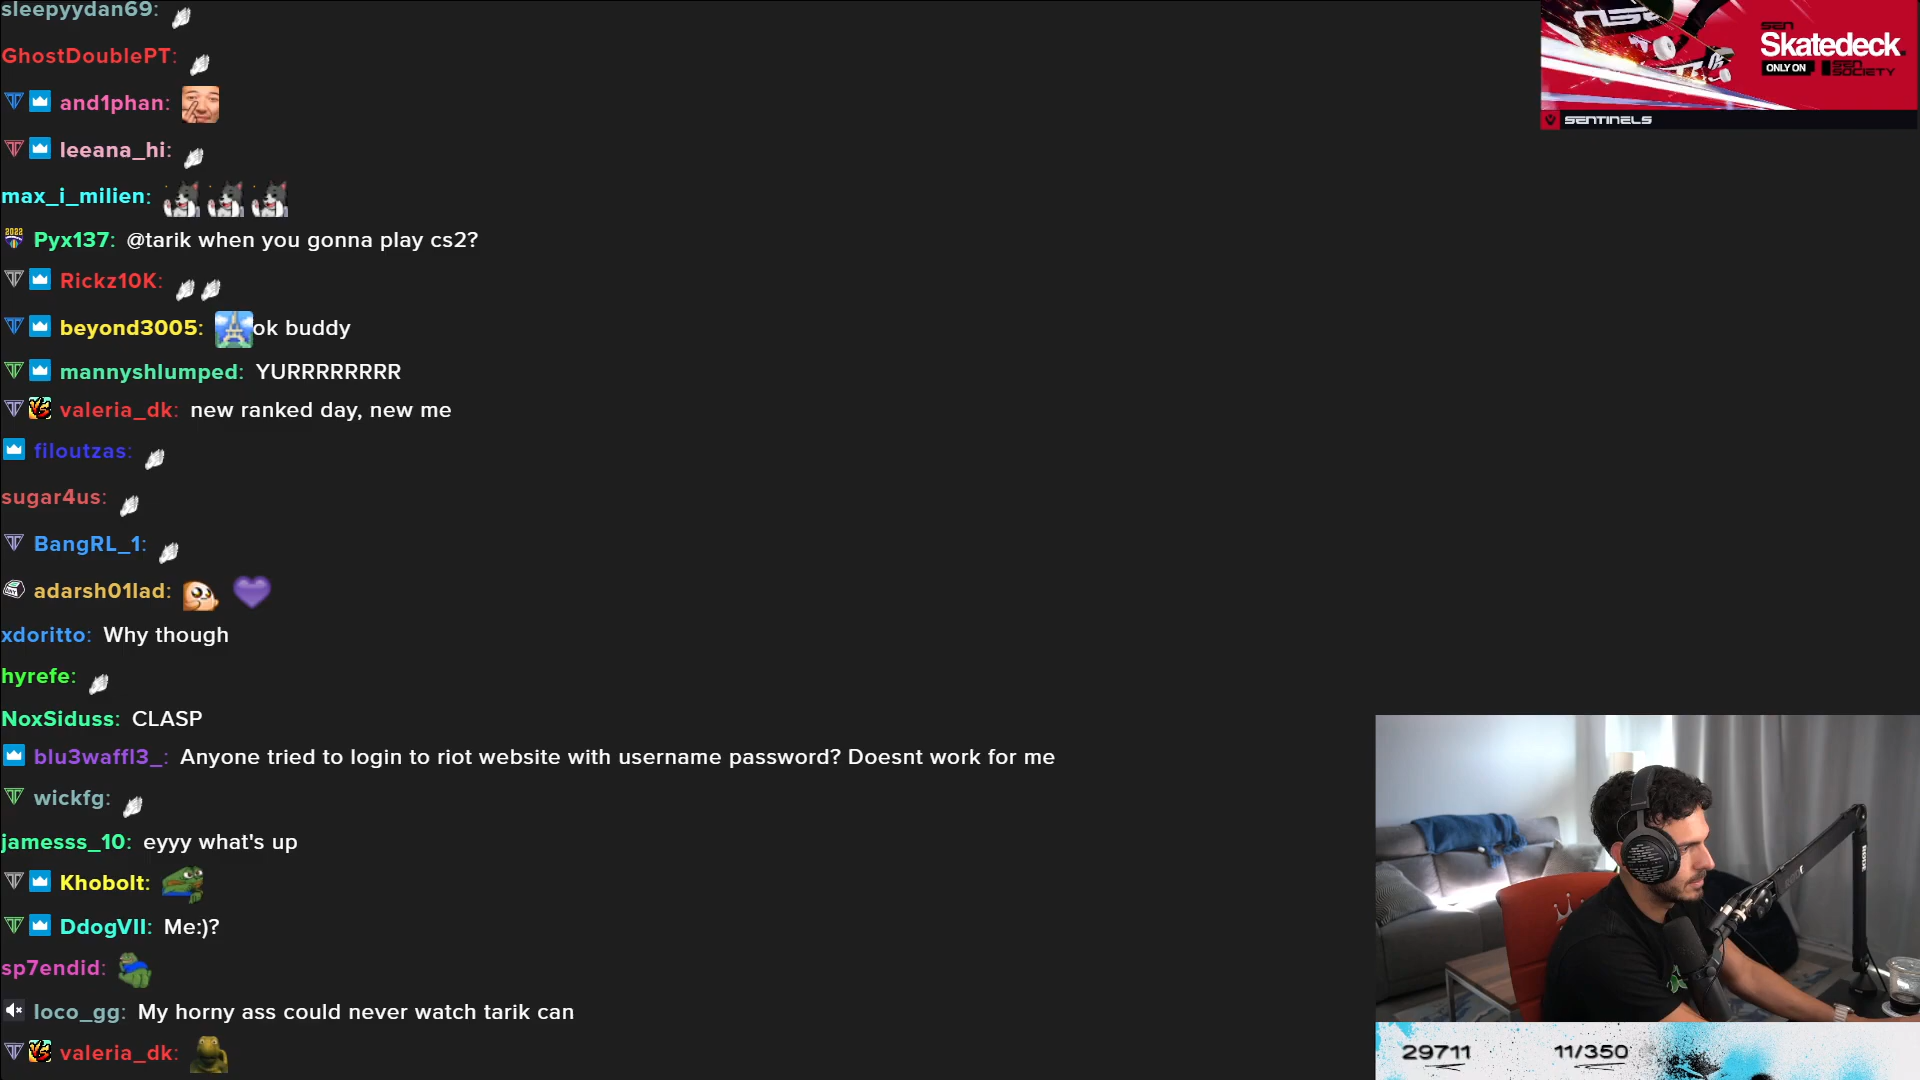 sleepyydan69:
GhostDoublePT:
and1phan:
leeana_hi:
max_i_milien:
Pyx137: @tarik when you gonna play cs2?
Rickz10K:
beyond3005: ok buddy
mannyshlumped: YURRRRRRRR
valeria_dk: new ranked day, new me
filoutzas:
sugar4us:
BangRL_1:
adarsh01lad:
xdoritto: Why though
hyrefe:
NoxSiduss: CLASP
blu3waffl3_: Anyone tried to login to riot website with username password? Doesnt work for me
wickfg:
jamesss_10: eyyy what's up
Khobolt:
DdogVII: Me:)?
sp7endid:
loco_gg: My horny ass could never watch tarik can
valeria_dk:
SEN
Skatedeck
ONLY ON SEN SOCIETY
SENTINELS
29711 11/350